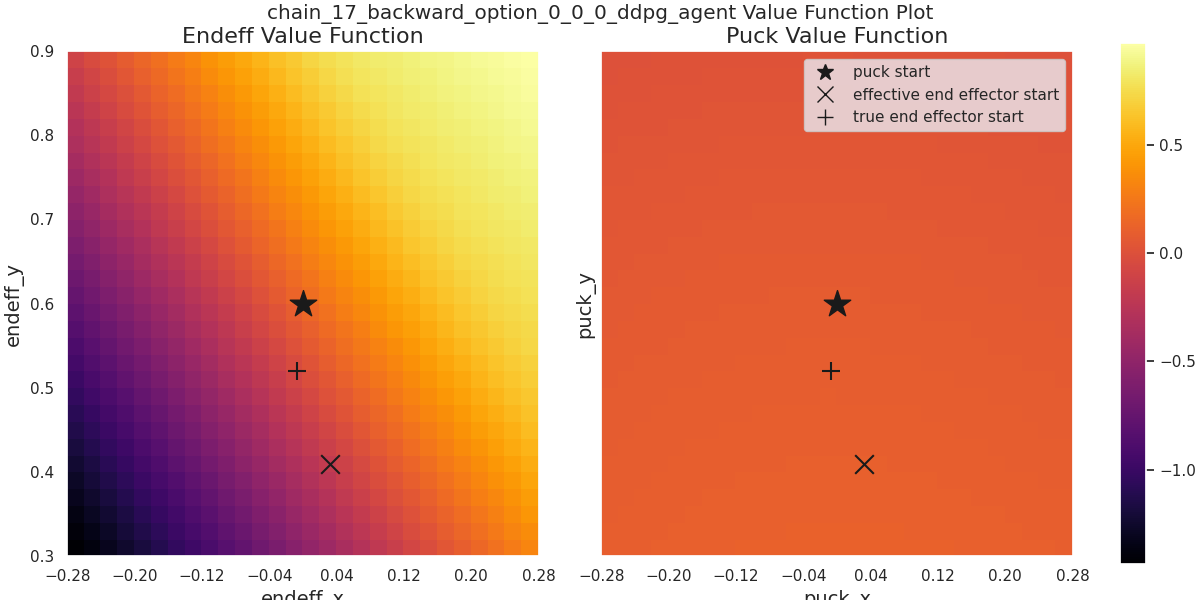 chain_17_backward_option_0_0_0_ddpg_agent Value Function Plot
Endeff Value Function
Puck Value Function
0.9
0.8
0.7
0.6
0.5
0.4
0.3
endeff_y
−0.28 −0.20 −0.12 −0.04 0.04 0.12 0.20 0.28
endeff_x
puck start
effective end effector start
true end effector start
puck_y
−0.28 −0.20 −0.12 −0.04 0.04 0.12 0.20 0.28
puck_x
0.5
0.0
−0.5
−1.0